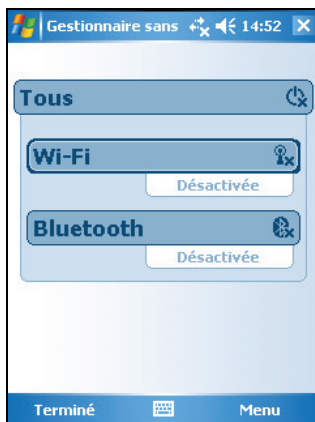 Gestionnaire sans 14:52
Tous
Wi-Fi
Désactivée
Bluetooth
Désactivée
Terminé Menu